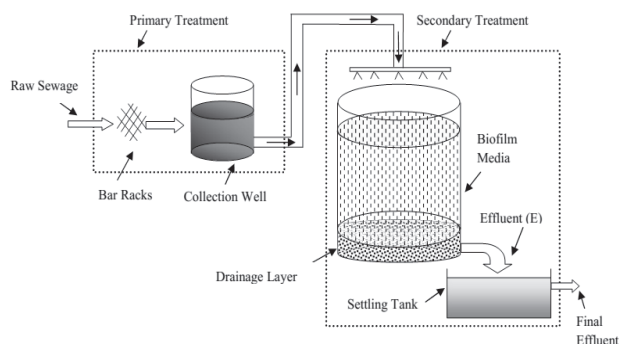 Primary Treatment
Secondary Treatment
Raw Sewage
Bar Racks
Collection Well
Biofilm
Media
Effluent (E)
Drainage Layer
Settling Tank
Final
Effluent